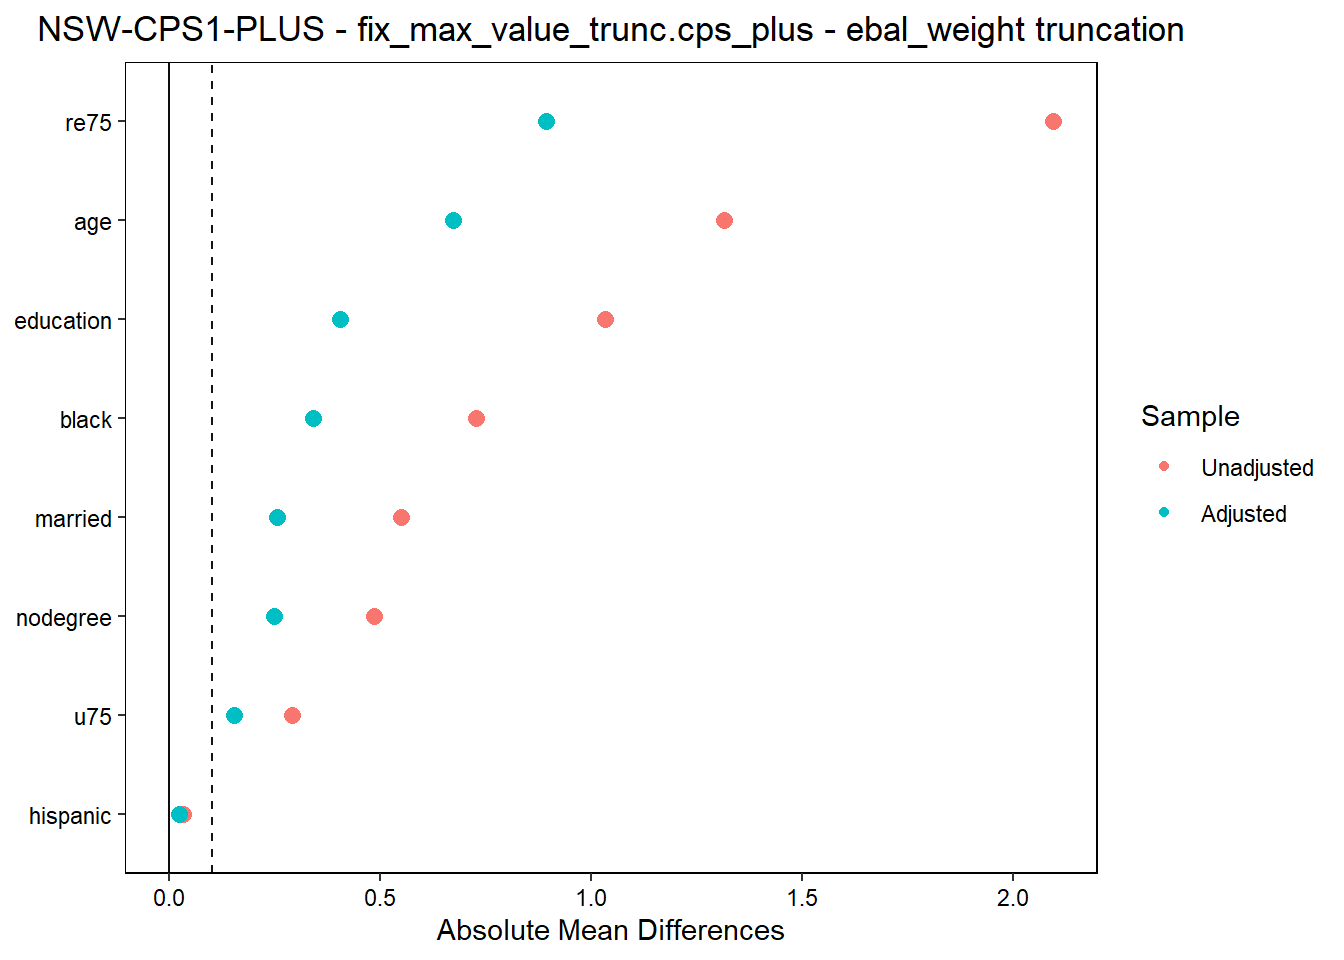 NSW-CPS1-PLUS - fix_max_value_trunc.cps_plus - ebal_weight truncation
re75
age
education
black
married
nodegree
u75
hispanic
0.0 0.5 1.0 1.5 2.0
Absolute Mean Differences
Sample
Unadjusted
Adjusted